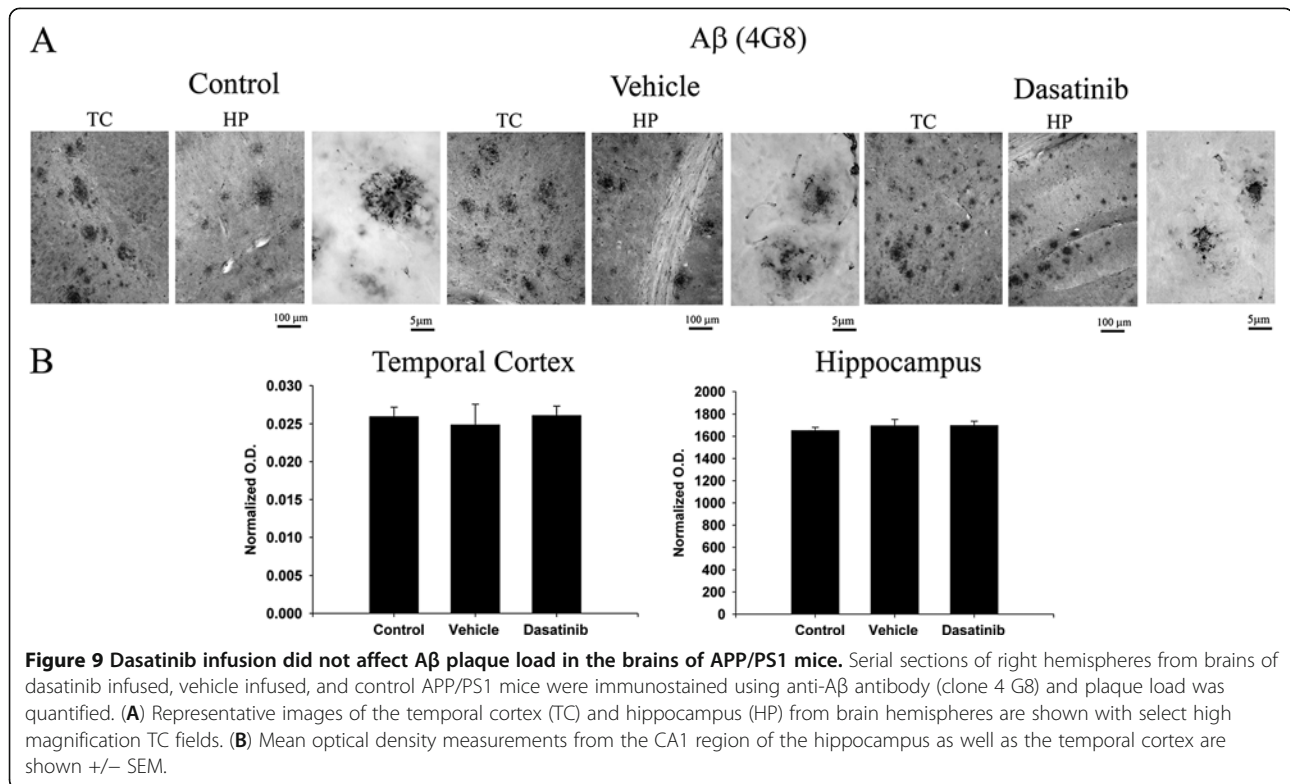 A
Aβ (4G8)
Control
Vehicle
Dasatinib
TC
HP
TC
HP
TC
HP
100 μm
5μm
100 μm
5μm
100 μm
5μm
B
Temporal Cortex
Normalized O.D.
0.030
0.025
0.020
0.015
0.010
0.005
0.000
Control
Vehicle
Dasatinib
Hippocampus
Normalized O.D.
2000
1800
1600
1400
1200
1000
800
600
400
200
0
Control
Vehicle
Dasatinib
Figure 9 Dasatinib infusion did not affect Aβ plaque load in the brains of APP/PS1 mice. Serial sections of right hemispheres from brains of
dasatinib infused, vehicle infused, and control APP/PS1 mice were immunostained using anti-Aβ antibody (clone 4 G8) and plaque load was
quantified. (A) Representative images of the temporal cortex (TC) and hippocampus (HP) from brain hemispheres are shown with select high
magnification TC fields. (B) Mean optical density measurements from the CA1 region of the hippocampus as well as the temporal cortex are
shown +/− SEM.